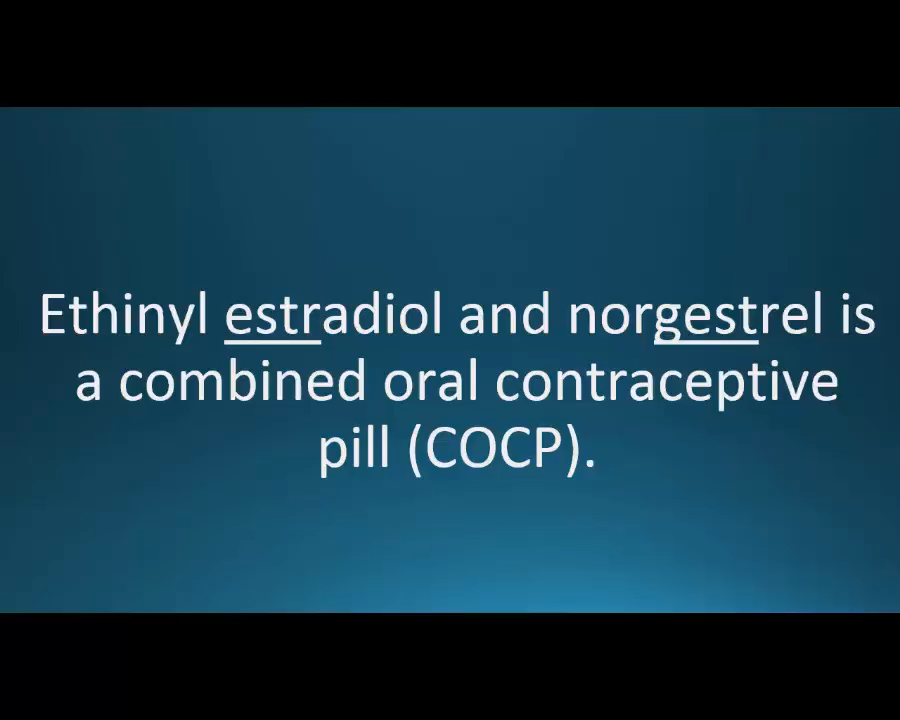 Ethinyl estradiol and norgestrel is
a combined oral contraceptive
pill (COCP).